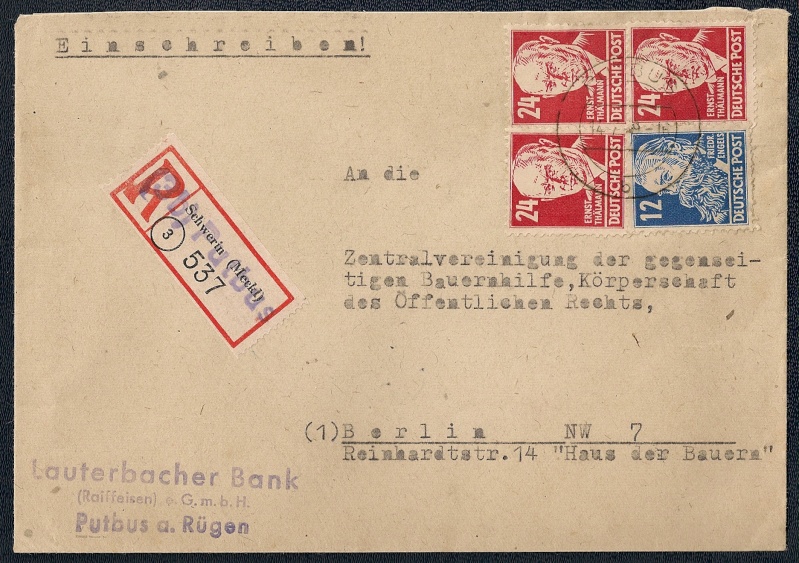 Einschreiben!
24
ERNST THÄLMANN
DEUTSCHE POST
24
ERNST THÄLMANN
DEUTSCHE POST
24
ERNST THÄLMANN
DEUTSCHE POST
12
FRIEDR. ENGELS
DEUTSCHE POST
An die
R
Schwerin (Meckl)
3
537
Putbus
Zentralvereinigung der gegensei-
tigen Bauernhilfe,Körperschaft
des Öffentlichen Rechts,
(1)Berlin NW 7
Reinhardtstr.14 "Haus der Bauern"
Lauterbacher Bank
(Raiffeisen) e.G.m.b.H.
Putbus a. Rügen